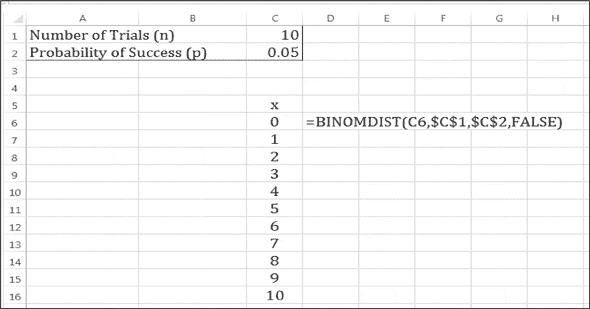 A B C D E F G H
1 Number of Trials (n) 10
2 Probability of Success (p) 0.05
3
4
5 x
6 0 =BINOMDIST(C6,$C$1,$C$2,FALSE)
7 1
8 2
9 3
10 4
11 5
12 6
13 7
14 8
15 9
16 10